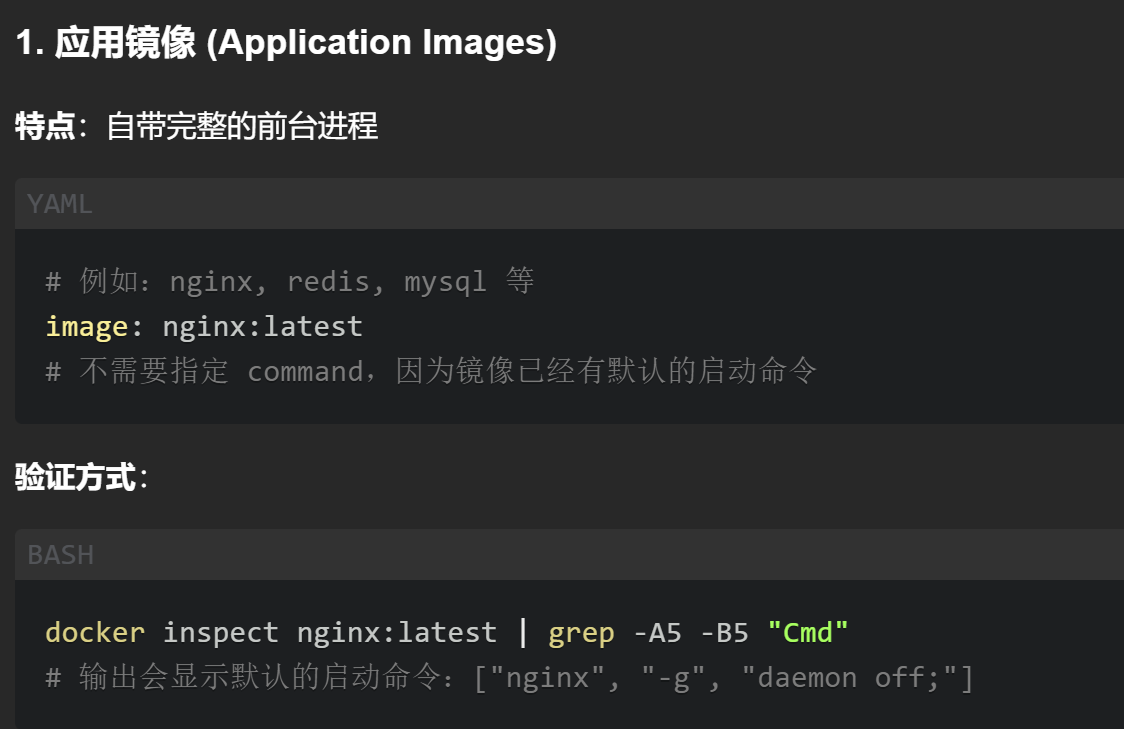 1. 应用镜像 (Application Images)
特点：自带完整的前台进程
YAML
# 例如：nginx, redis, mysql 等
image: nginx:latest
# 不需要指定 command，因为镜像已经有默认的启动命令
验证方式：
BASH
docker inspect nginx:latest | grep -A5 -B5 "Cmd"
# 输出会显示默认的启动命令：["nginx", "-g", "daemon off;"]